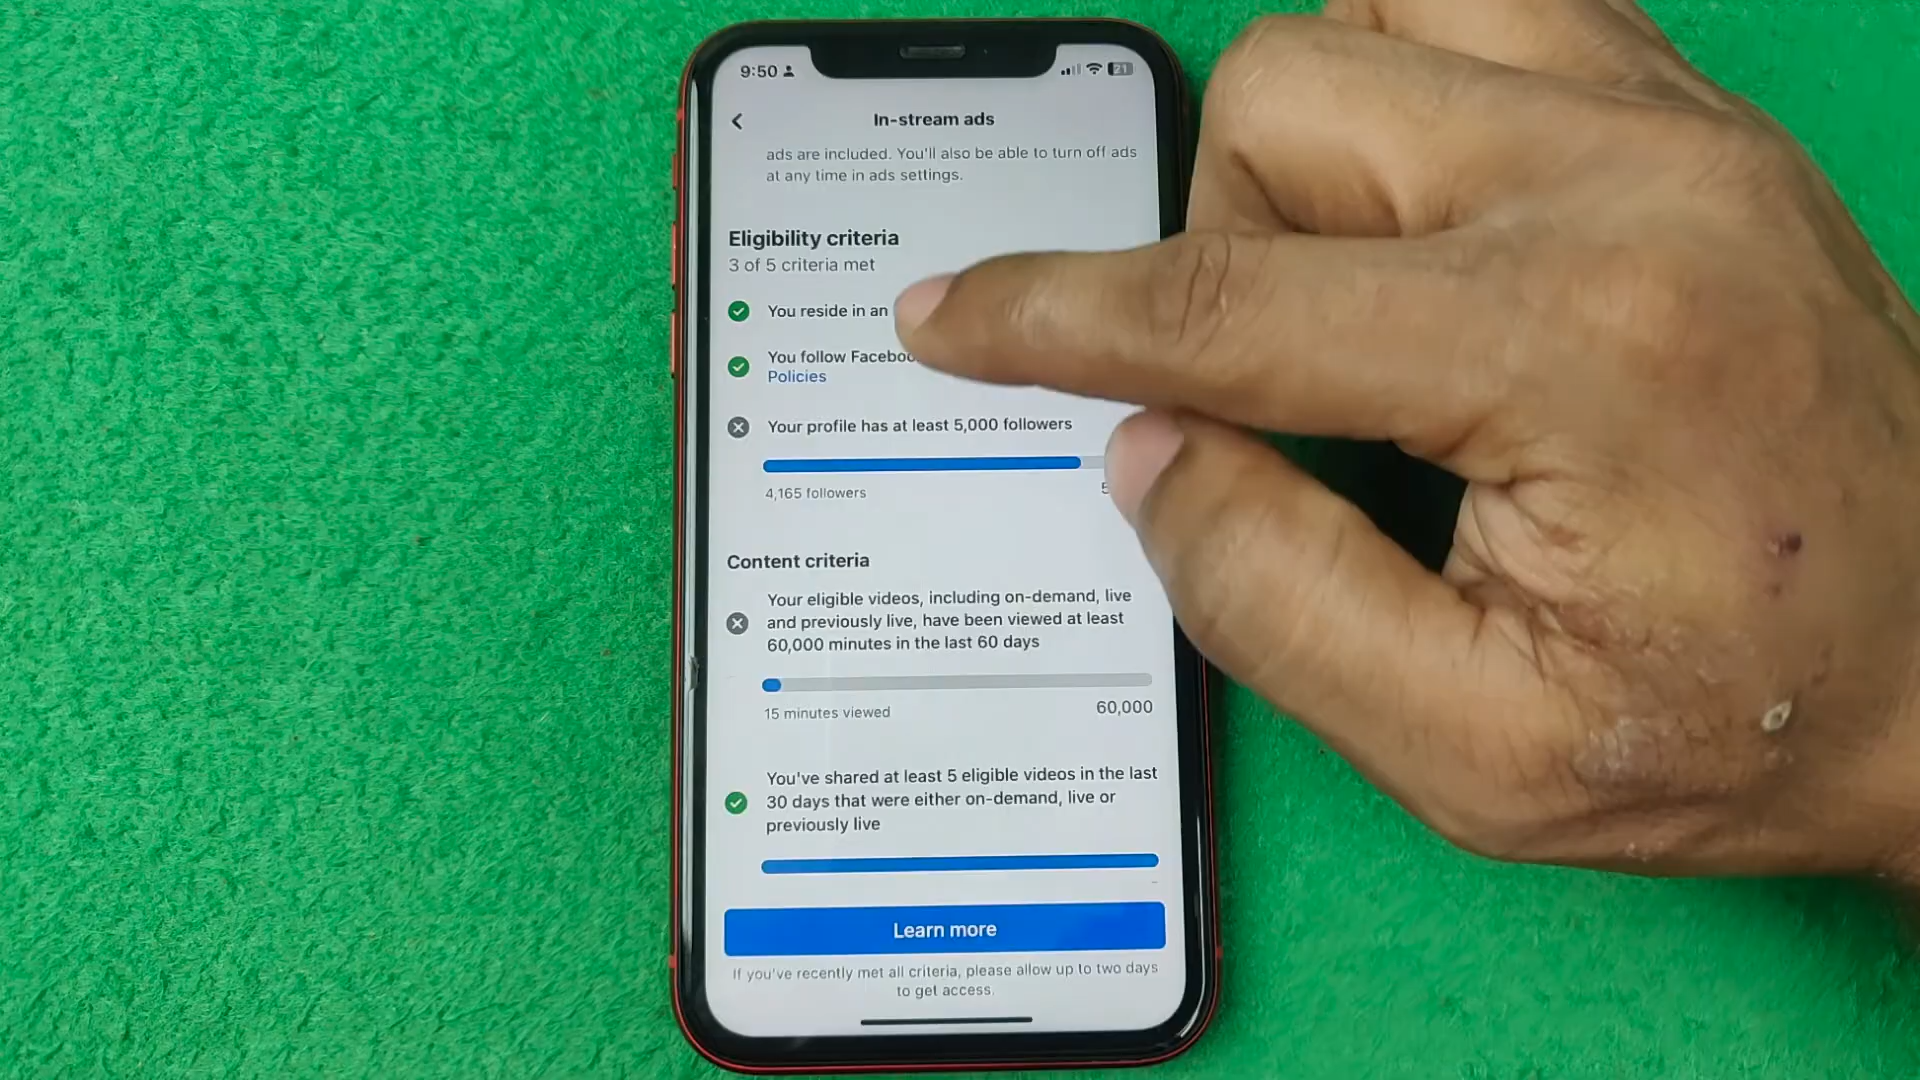 9:50
21
In-stream ads
ads are included. You'll also be able to turn off ads
at any time in ads settings.
Eligibility criteria
3 of 5 criteria met
You reside in an
You follow
Policies
Your profile has at least 5,000 followers
4,165 followers
Content criteria
Your eligible videos, including on-demand, live
and previously live, have been viewed at least
60,000 minutes in the last 60 days
15 minutes viewed
60,000
You've shared at least 5 eligible videos in the last
30 days that were either on-demand, live or
previously live
Learn more
If you've recently met all criteria, please allow up to two days
to get access.